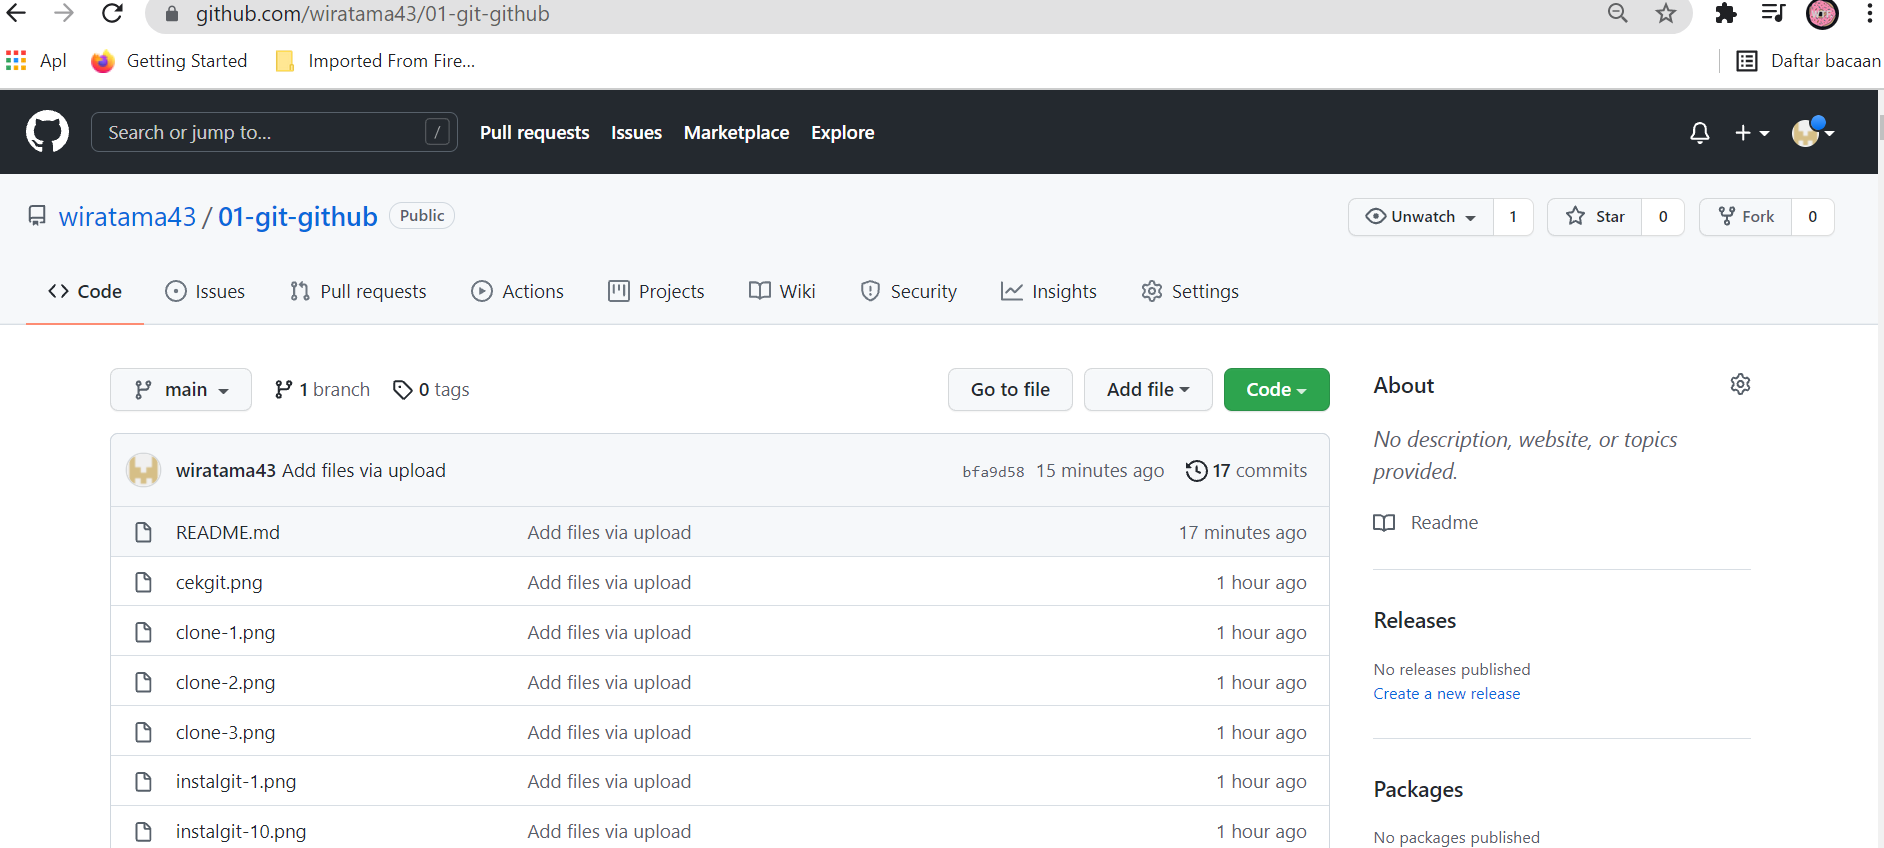 github.com/wiratama43/01-git-github
Apl Getting Started Imported From Fire... Daftar bacaan
Search or jump to... / Pull requests Issues Marketplace Explore
wiratama43 / 01-git-github Public Unwatch 1 Star 0 Fork 0
Code Issues Pull requests Actions Projects Wiki Security Insights Settings
main 1 branch 0 tags Go to file Add file Code
wiratama43 Add files via upload bfa9d58 15 minutes ago 17 commits
README.md Add files via upload 17 minutes ago
cekgit.png Add files via upload 1 hour ago
clone-1.png Add files via upload 1 hour ago
clone-2.png Add files via upload 1 hour ago
clone-3.png Add files via upload 1 hour ago
instalgit-1.png Add files via upload 1 hour ago
instalgit-10.png Add files via upload 1 hour ago
About
No description, website, or topics
provided.
Readme
Releases
No releases published
Create a new release
Packages
No packages published